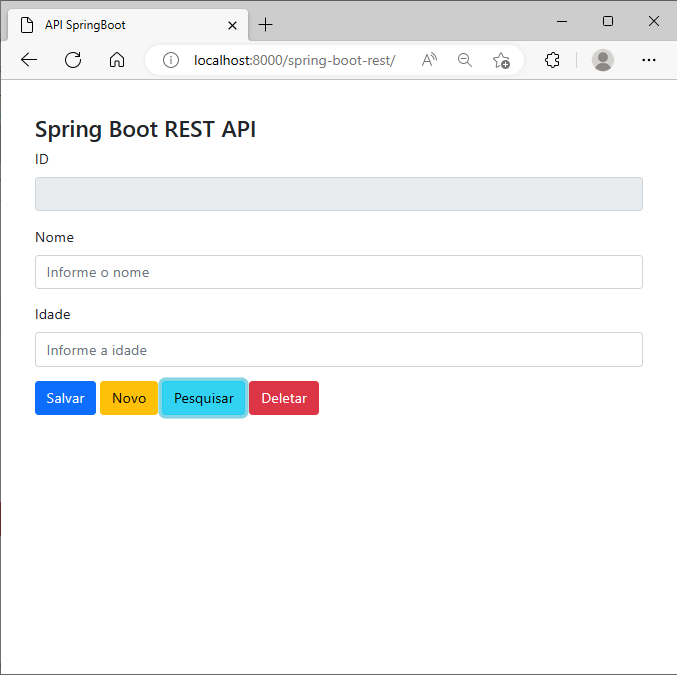 API SpringBoot
localhost:8000/spring-boot-rest/
Spring Boot REST API
ID
Nome
Informe o nome
Idade
Informe a idade
Salvar Novo Pesquisar Deletar